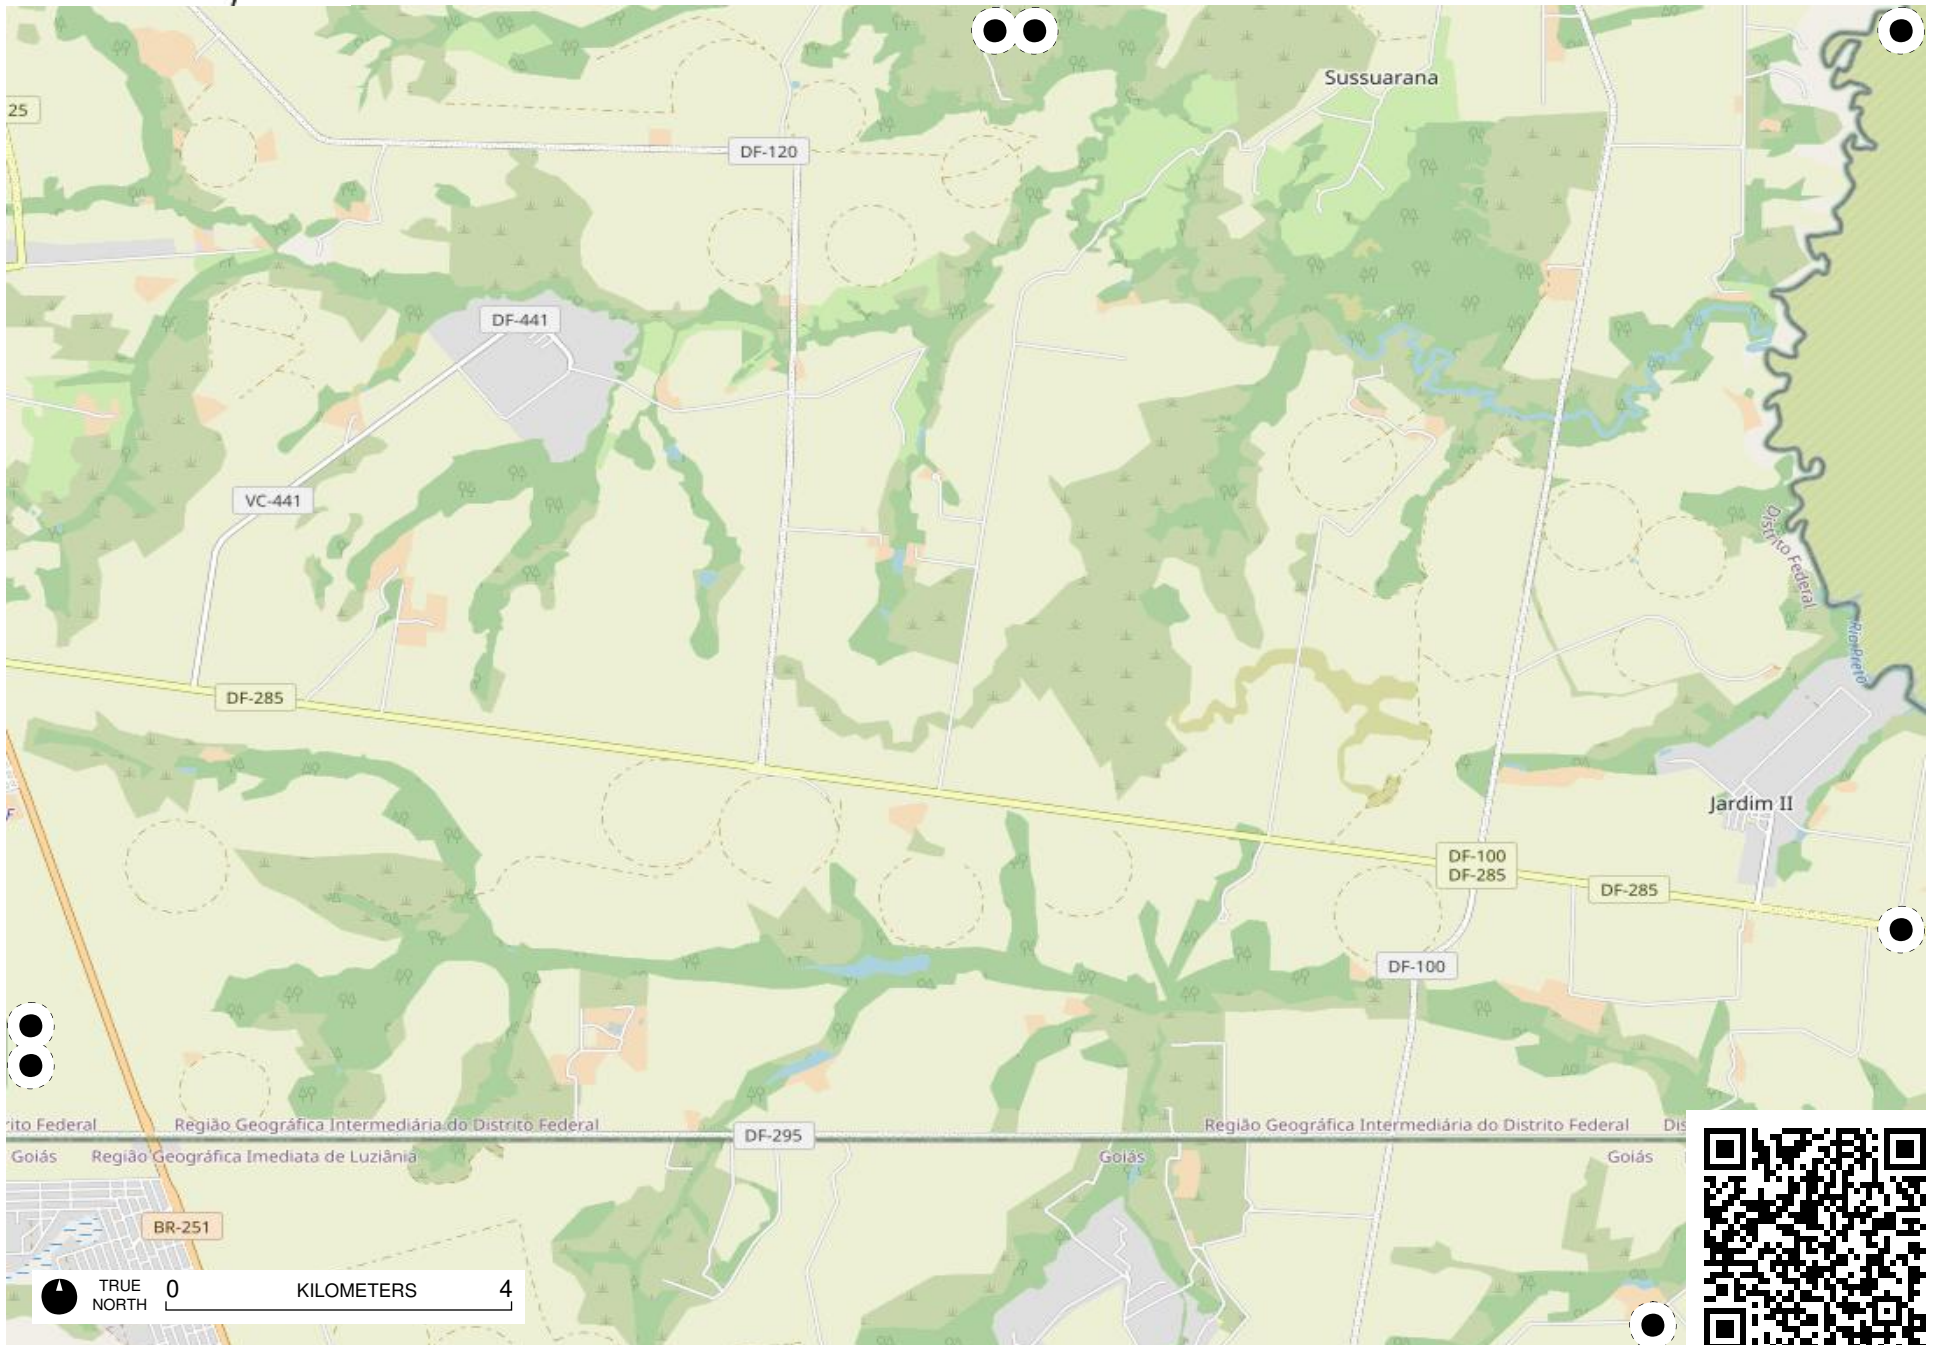 Sussuarana
25
DF-120
DF-441
VC-441
Distrito Federal
Rio Preto
DF-285
Jardim II
DF-100
DF-285
DF-285
DF-100
rito Federal
Região Geográfica Intermediária do Distrito Federal
DF-295
Região Geográfica Intermediária do Distrito Federal
Dis
Goiás
Região Geográfica Imediata de Luziânia
Goiás
Goiás
BR-251
TRUE
NORTH
0
KILOMETERS
4